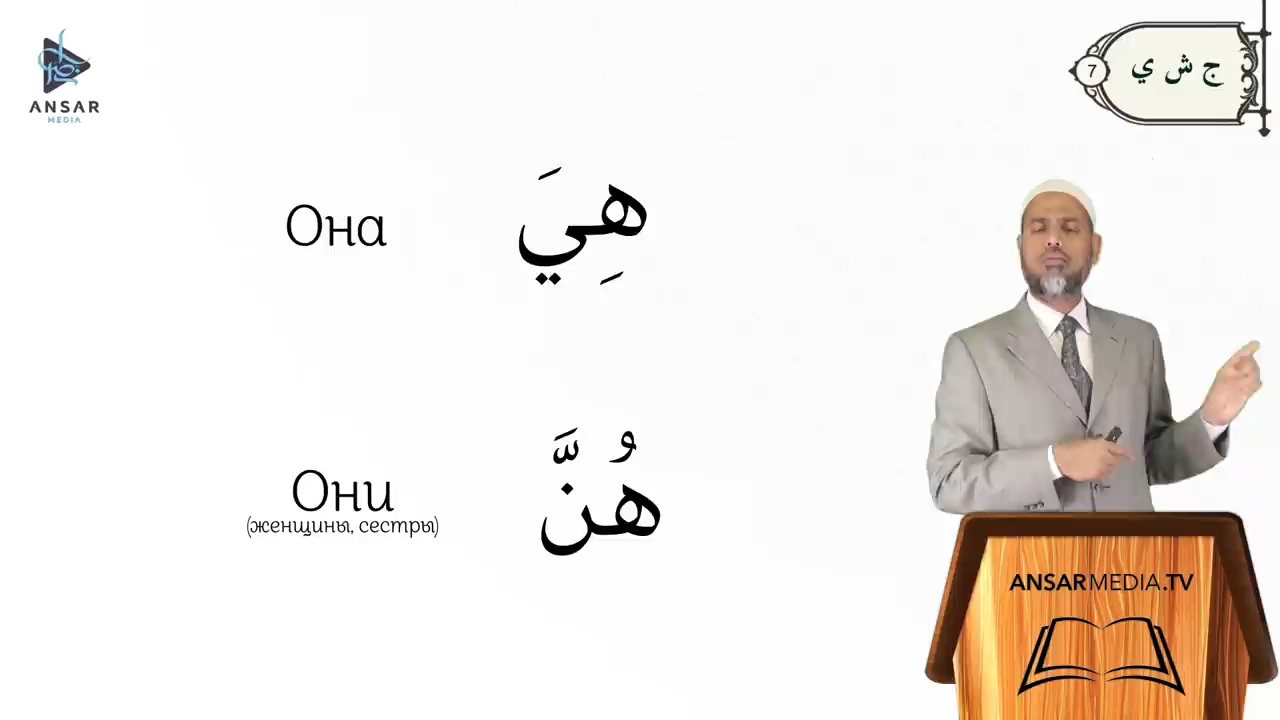 ANSAR
MEDIA
7
ج ش ي
Она
هِيَ
Они
(женщины, сестры)
هُنَّ
ANSARMEDIA.TV